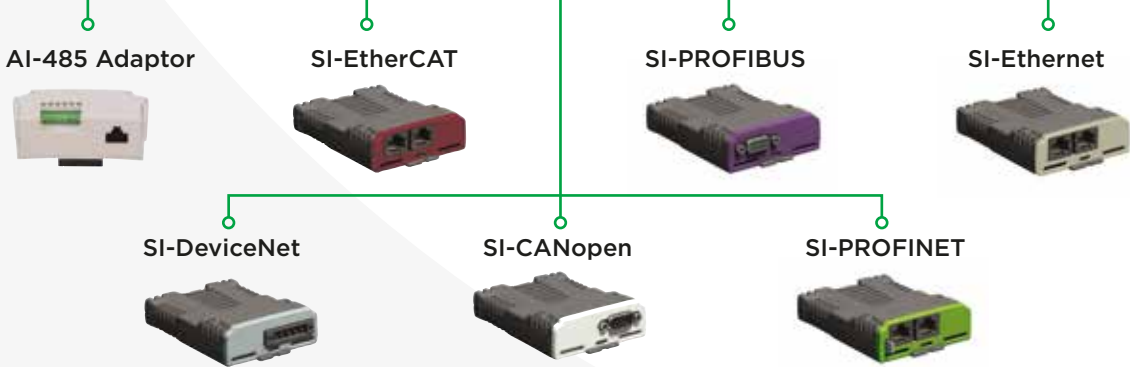 AI-485 Adaptor
SI-EtherCAT
SI-PROFIBUS
SI-Ethernet
SI-DeviceNet
SI-CANopen
SI-PROFINET